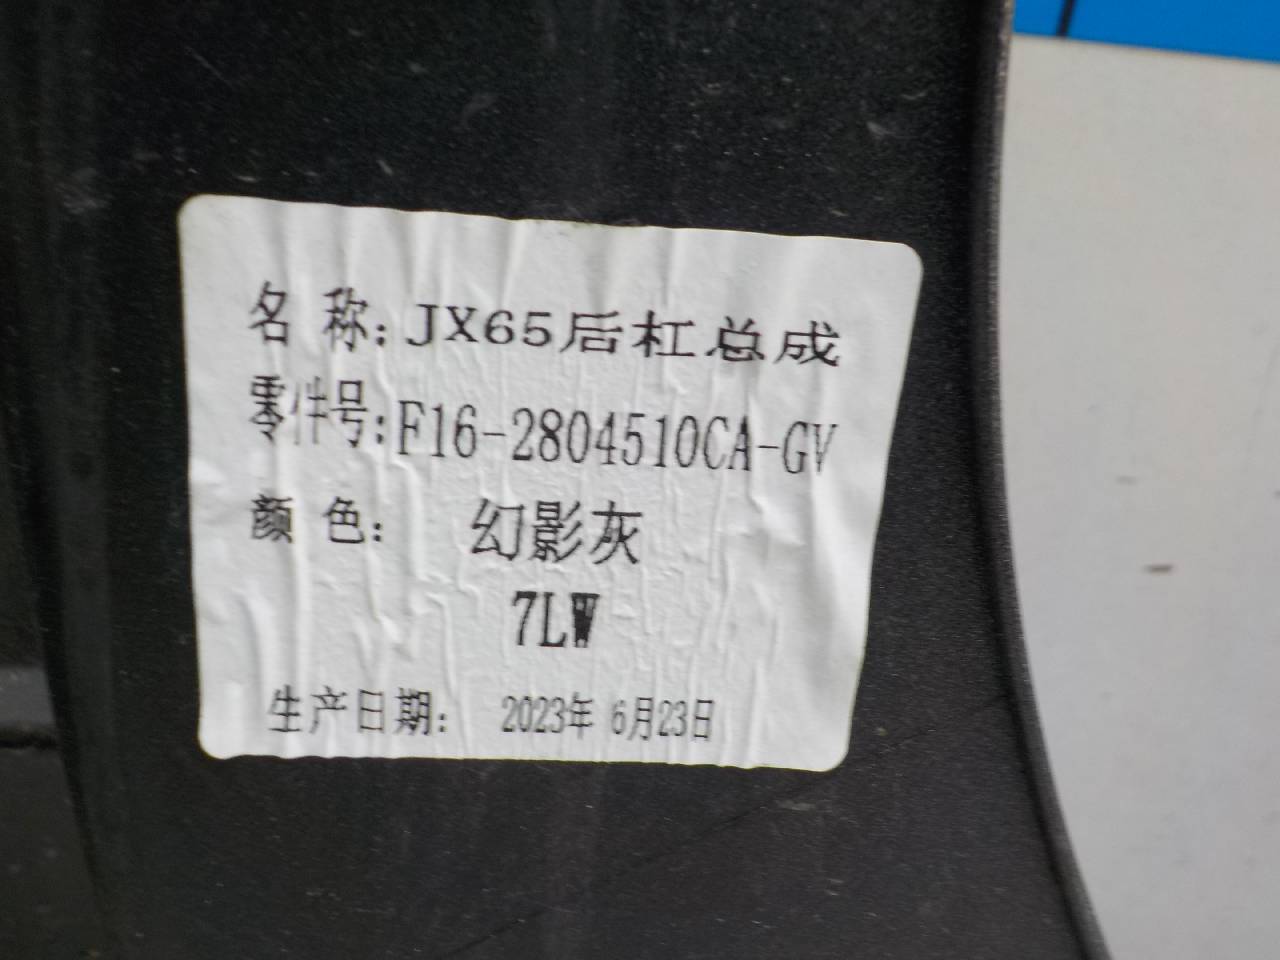 名 称:JX65后杠总成
零件号:F16-2804510CA-GV
颜 色: 幻影灰
7LW
生产日期: 2023年 6月23日